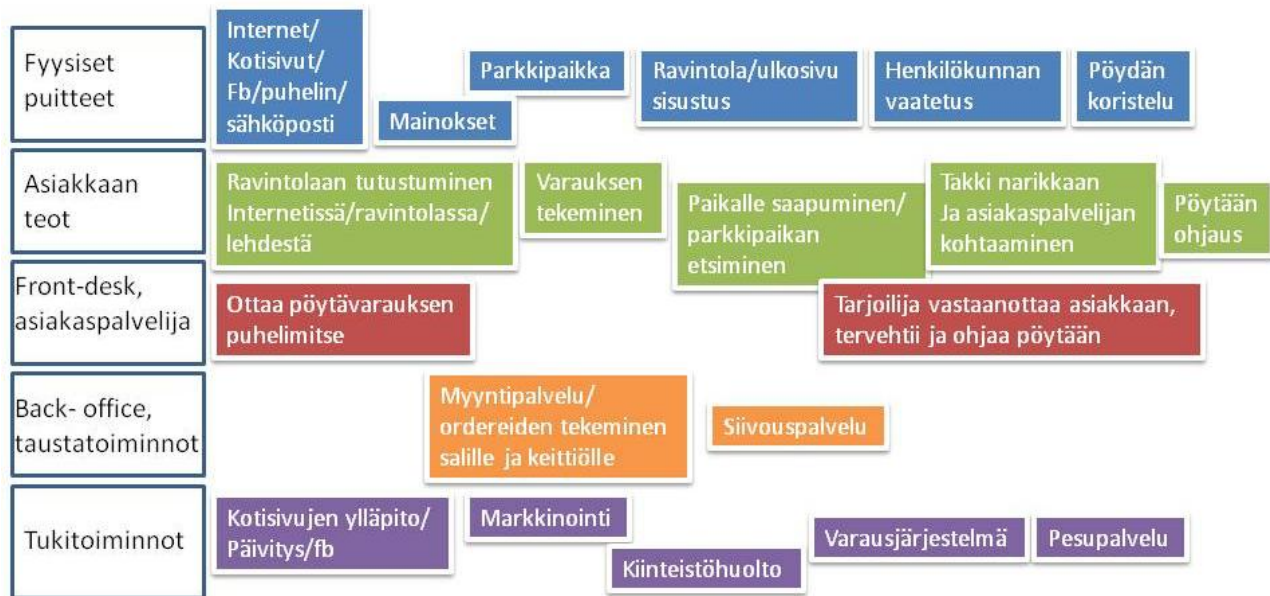 Fyysiset
puitteet
Internet/
Kotisivut/
Fb/puhelin/
sähköposti
Mainokset
Parkkipaikka
Ravintola/ulkosivu
sisustus
Henkilökunnan
vaatetus
Pöydän
koristelu
Asiakkaan
teot
Ravintolaan tutustuminen
Internetissä/ravintolassa/
lehdestä
Varauksen
tekeminen
Paikalle saapuminen/
parkkipaikan
etsiminen
Takki narikkaan
Ja asiakaspalvelijan
kohtaaminen
Pöytään
ohjaus
Front-desk,
asiakaspalvelija
Ottaa pöytävarauksen
puhelimitse
Tarjoilija vastaanottaa asiakkaan,
tervehtii ja ohjaa pöytään
Back- office,
taustatoiminnot
Myyntipalvelu/
ordereiden tekeminen
salille ja keittiölle
Siivouspalvelu
Tukitoiminnot
Kotisivujen ylläpito/
Päivitys/fb
Markkinointi
Kiinteistöhuolto
Varausjärjestelmä
Pesupalvelu